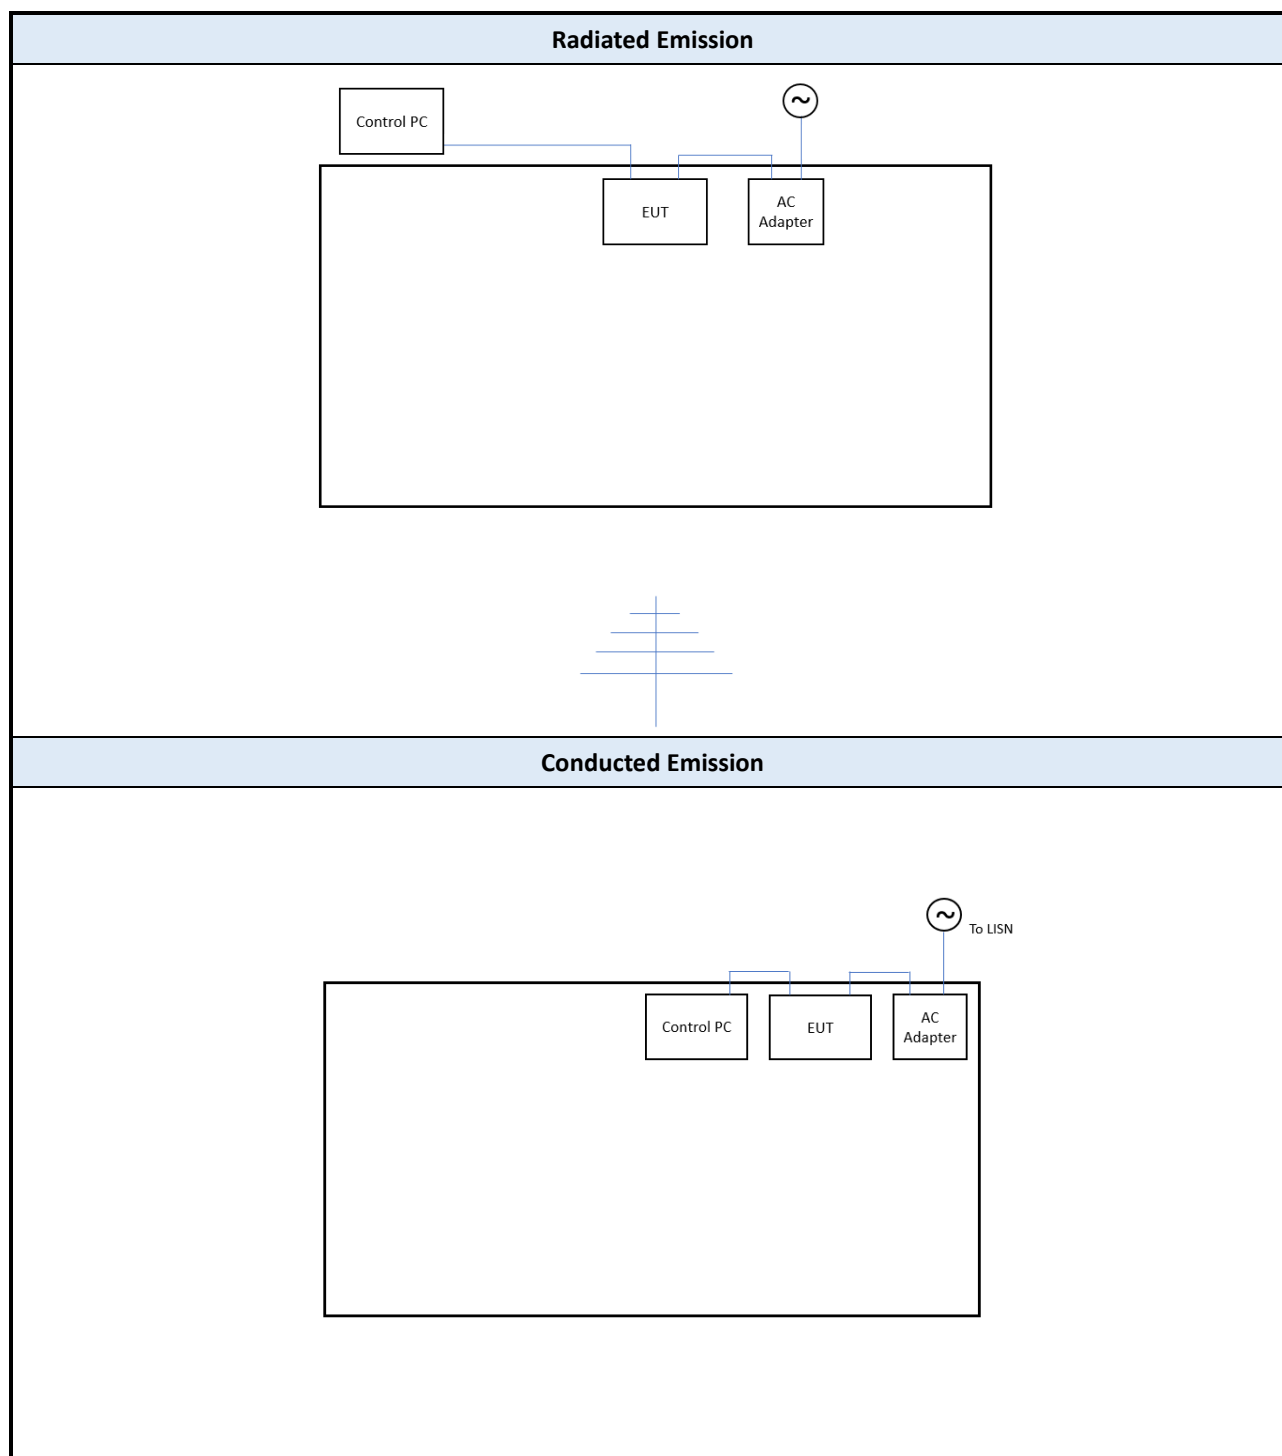 Radiated Emission
Control PC
EUT
AC
Adapter
Conducted Emission
To LISN
Control PC
EUT
AC
Adapter